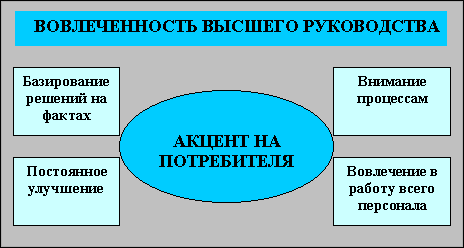 ВОВЛЕЧЕННОСТЬ ВЫСШЕГО РУКОВОДСТВА
Базирование
решений на
фактах
Внимание
процессам
АКЦЕНТ НА
ПОТРЕБИТЕЛЯ
Постоянное
улучшение
Вовлечение в
работу всего
персонала